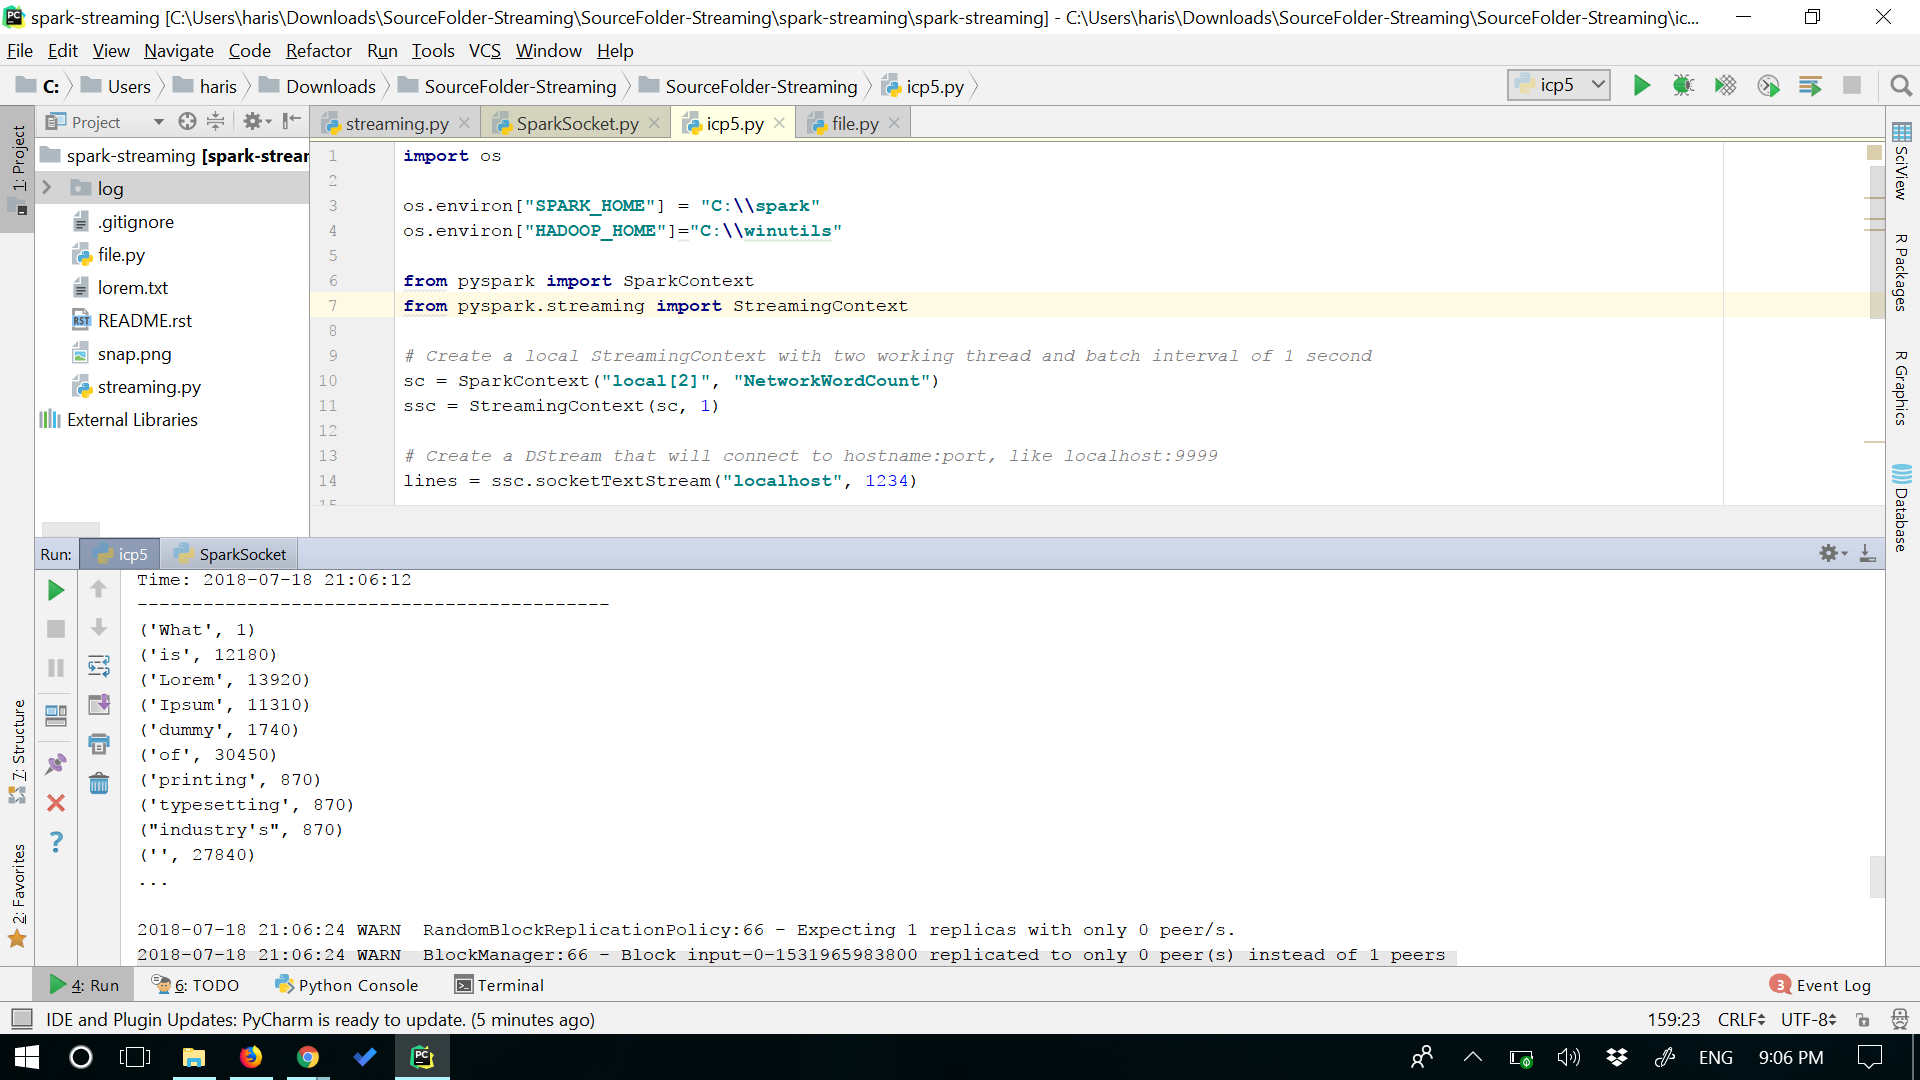 spark-streaming [C:\Users\haris\Downloads\SourceFolder-Streaming\SourceFolder-Streaming\spark-streaming\spark-streaming] - C:\Users\haris\Downloads\SourceFolder-Streaming\SourceFolder-Streaming\ic...
File Edit View Navigate Code Refactor Run Tools VCS Window Help
C: Users haris Downloads SourceFolder-Streaming SourceFolder-Streaming icp5.py
icp5
Project
streaming.py SparkSocket.py icp5.py file.py
1: Project
spark-streaming [spark-strear
log
.gitignore
file.py
lorem.txt
README.rst
snap.png
streaming.py
External Libraries
1 import os
2
3 os.environ["SPARK_HOME"] = "C:\\spark"
4 os.environ["HADOOP_HOME"]="C:\\winutils"
5
6 from pyspark import SparkContext
7 from pyspark.streaming import StreamingContext
8
9 # Create a local StreamingContext with two working thread and batch interval of 1 second
10 sc = SparkContext("local[2]", "NetworkWordCount")
11 ssc = StreamingContext(sc, 1)
12
13 # Create a DStream that will connect to hostname:port, like localhost:9999
14 lines = ssc.socketTextStream("localhost", 1234)
15
SciView
R Packages
R Graphics
Database
Run: icp5 SparkSocket
Time: 2018-07-18 21:06:12
-------------------------------------------
('What', 1)
('is', 12180)
('Lorem', 13920)
('Ipsum', 11310)
('dummy', 1740)
('of', 30450)
('printing', 870)
('typesetting', 870)
("industry's", 870)
('', 27840)
...
2018-07-18 21:06:24 WARN  RandomBlockReplicationPolicy:66 - Expecting 1 replicas with only 0 peer/s.
2018-07-18 21:06:24 WARN  BlockManager:66 - Block input-0-1531965983800 replicated to only 0 peer(s) instead of 1 peers
7: Structure
2: Favorites
4: Run 6: TODO Python Console Terminal 3 Event Log
IDE and Plugin Updates: PyCharm is ready to update. (5 minutes ago) 159:23 CRLF UTF-8
ENG 9:06 PM